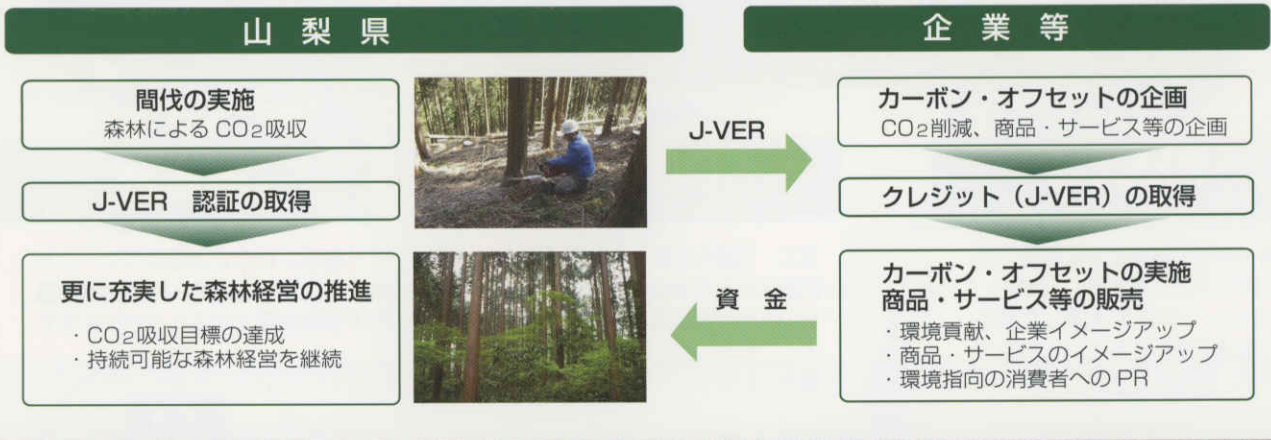 山梨県
間伐の実施
森林によるCO2吸収
J-VER 認証の取得
更に充実した森林経営の推進
・CO2吸収目標の達成
・持続可能な森林経営を継続
J-VER
資金
企業等
カーボン・オフセットの企画
CO2削減、商品・サービス等の企画
クレジット（J-VER）の取得
カーボン・オフセットの実施
商品・サービス等の販売
・環境貢献、企業イメージアップ
・商品・サービスのイメージアップ
・環境指向の消費者へのPR